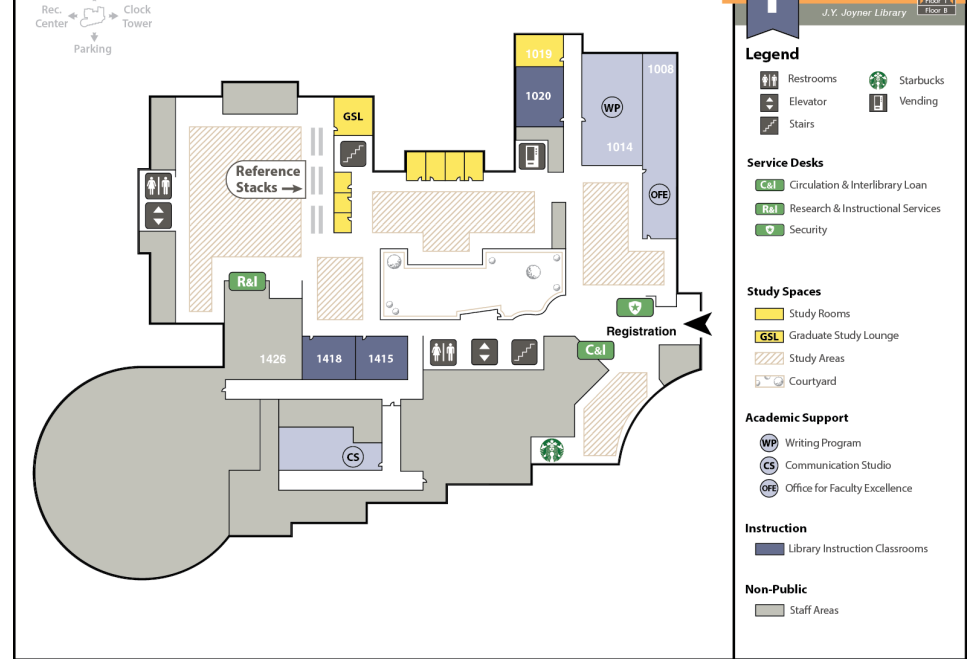 Rec.
Center
Clock
Tower
Parking
J.Y. Joyner Library
Floor 1
Floor B
1019
1020
1008
WP
1014
OFE
GSL
Reference
Stacks
R&I
Registration
C&I
1426
1418
1415
CS
Legend
Restrooms
Starbucks
Elevator
Vending
Stairs
Service Desks
C&I Circulation & Interlibrary Loan
R&I Research & Instructional Services
Security
Study Spaces
Study Rooms
GSL Graduate Study Lounge
Study Areas
Courtyard
Academic Support
WP Writing Program
CS Communication Studio
OFE Office for Faculty Excellence
Instruction
Library Instruction Classrooms
Non-Public
Staff Areas